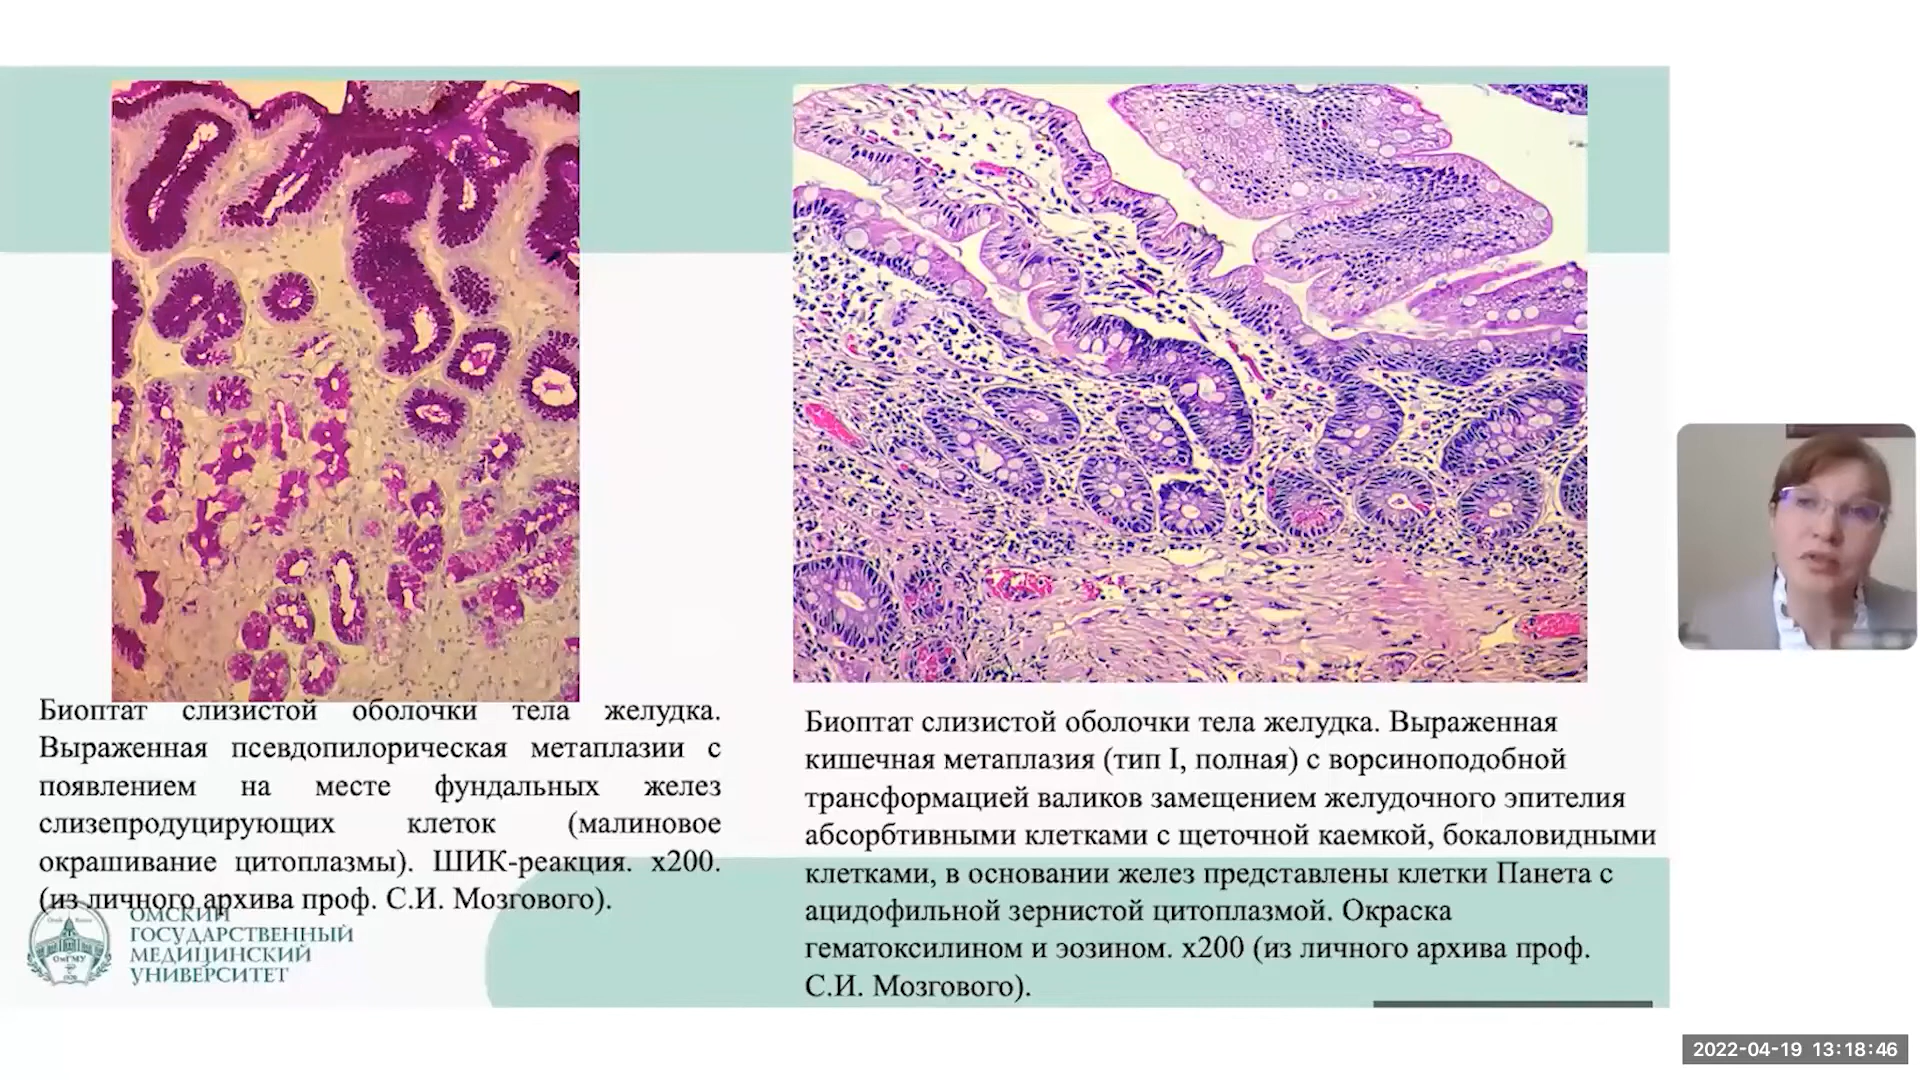 Биоптат слизистой оболочки тела желудка.
Выраженная псевдопилорическая метаплазии с
появлением на месте фундальных желез
слизепродуцирующих клеток (малиновое
окрашивание цитоплазмы). ШИК-реакция. х200.
(из личного архива проф. С.И. Мозгового).
ОМСКИЙ
ГОСУДАРСТВЕННЫЙ
МЕДИЦИНСКИЙ
УНИВЕРСИТЕТ
ОмГМУ
Биоптат слизистой оболочки тела желудка. Выраженная
кишечная метаплазия (тип I, полная) с ворсиноподобной
трансформацией валиков замещением желудочного эпителия
абсорбтивными клетками с щеточной каемкой, бокаловидными
клетками, в основании желез представлены клетки Панета с
ацидофильной зернистой цитоплазмой. Окраска
гематоксилином и эозином. х200 (из личного архива проф.
С.И. Мозгового).
2022-04-19 13:18:46